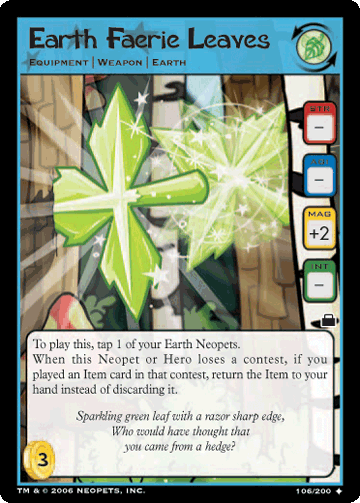 Earth Faerie Leaves
EQUIPMENT | WEAPON | EARTH
STR
–
AGI
–
MAG
+2
INT
–
To play this, tap 1 of your Earth Neopets.
When this Neopet or Hero loses a contest, if you
played an Item card in that contest, return the Item to your
hand instead of discarding it.
Sparkling green leaf with a razor sharp edge,
Who would have thought that
you came from a hedge?
3
TM & © 2006 NEOPETS, INC.
106/200